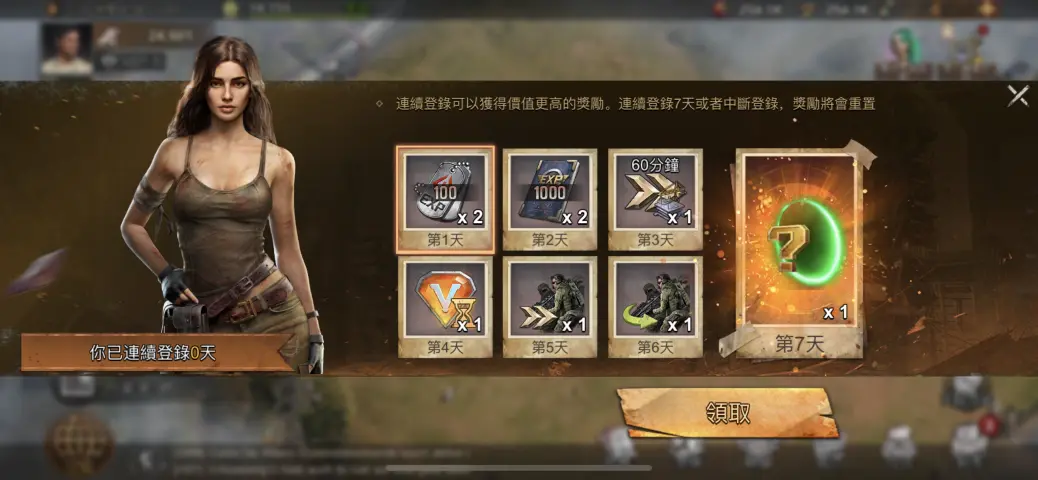 連續登錄可以獲得價值更高的獎勵。連續登錄7天或者中斷登錄，獎勵將會重置
100
EXP
x 2
第1天
EXP
1000
x 2
第2天
60分鐘
x 1
第3天
V
x 1
第4天
x 1
第5天
x 1
第6天
?
x 1
第7天
你已連續登錄0天
領取